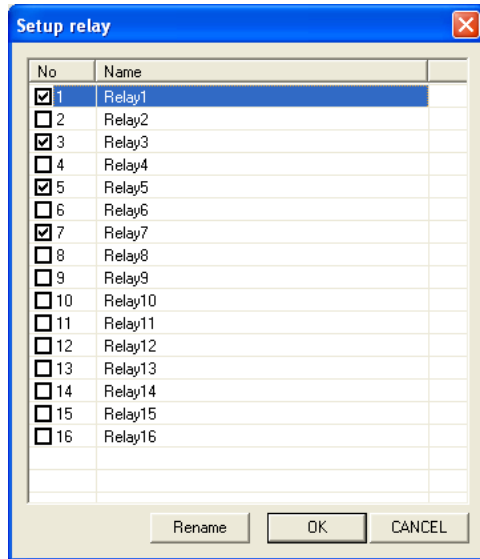 Setup relay
No Name
1 Relay1
2 Relay2
3 Relay3
4 Relay4
5 Relay5
6 Relay6
7 Relay7
8 Relay8
9 Relay9
10 Relay10
11 Relay11
12 Relay12
13 Relay13
14 Relay14
15 Relay15
16 Relay16
Rename OK CANCEL